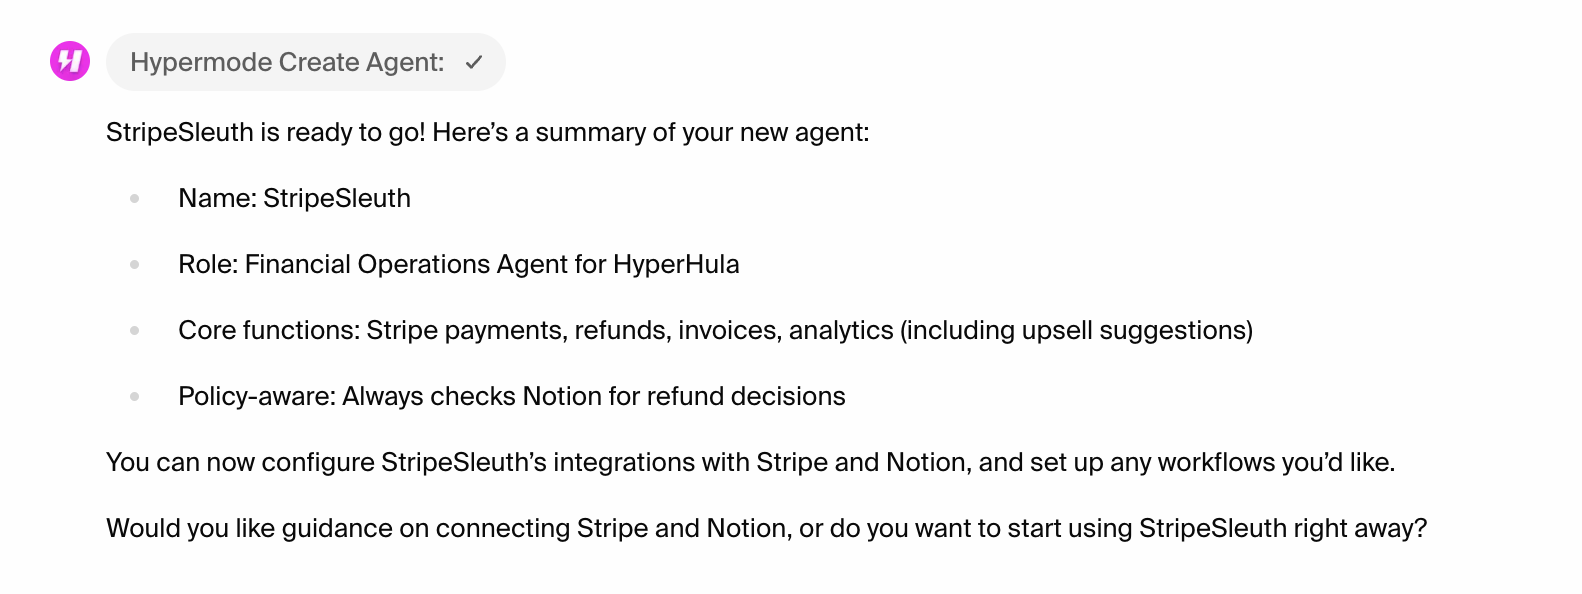 Hypermode Create Agent: ✓
StripeSleuth is ready to go! Here’s a summary of your new agent:
Name: StripeSleuth
Role: Financial Operations Agent for HyperHula
Core functions: Stripe payments, refunds, invoices, analytics (including upsell suggestions)
Policy-aware: Always checks Notion for refund decisions
You can now configure StripeSleuth’s integrations with Stripe and Notion, and set up any workflows you’d like.
Would you like guidance on connecting Stripe and Notion, or do you want to start using StripeSleuth right away?